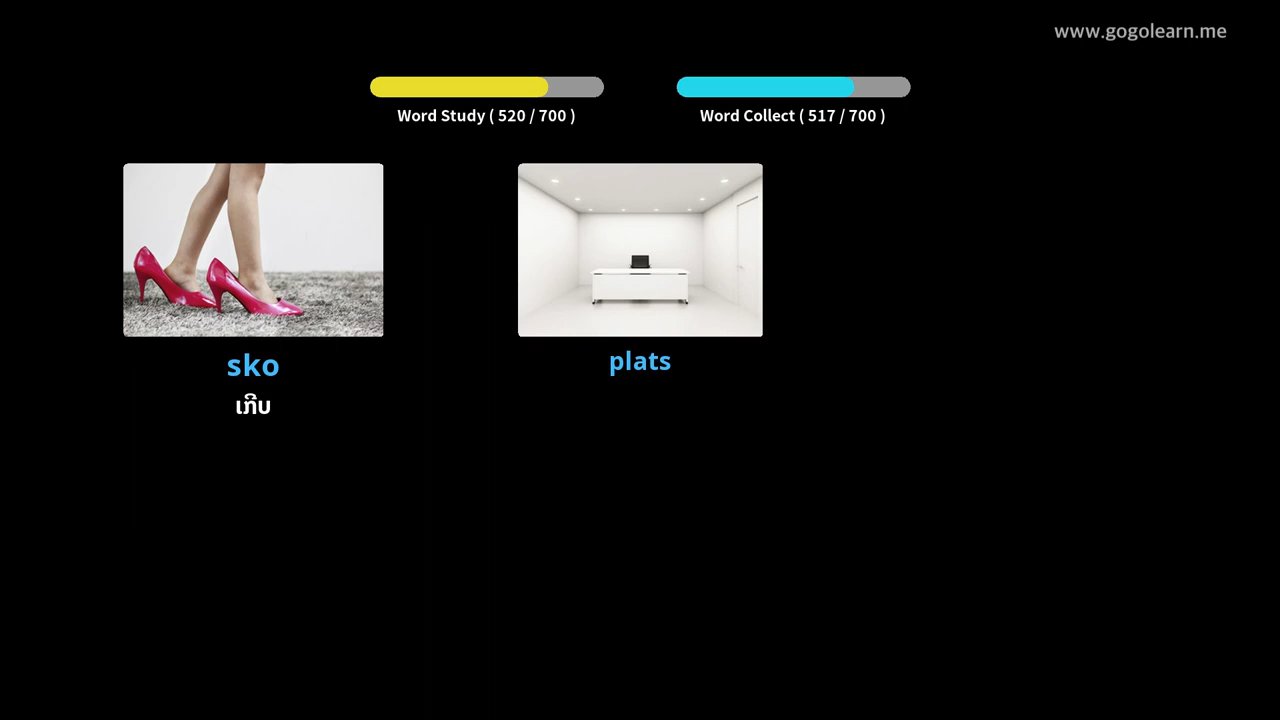 www.gogolearn.me
Word Study ( 520 / 700 )
Word Collect ( 517 / 700 )
sko
ເກີບ
plats